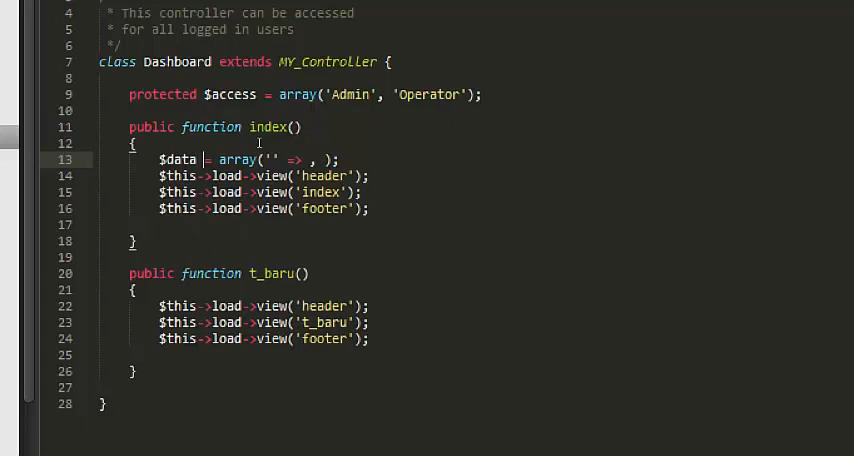 4 * This controller can be accessed
5 * for all logged in users
6 */
7 class Dashboard extends MY_Controller {
8
9 protected $access = array('Admin', 'Operator');
10
11 public function index()
12 {
13 $data = array('' => , );
14 $this->load->view('header');
15 $this->load->view('index');
16 $this->load->view('footer');
17
18 }
19
20 public function t_baru()
21 {
22 $this->load->view('header');
23 $this->load->view('t_baru');
24 $this->load->view('footer');
25
26 }
27
28 }